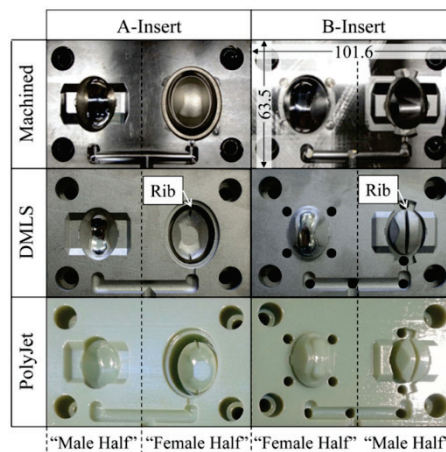 A-Insert B-Insert
Machined
101.6
63.5
DMLS
Rib
Rib
PolyJet
“Male Half” “Female Half” “Female Half” “Male Half”